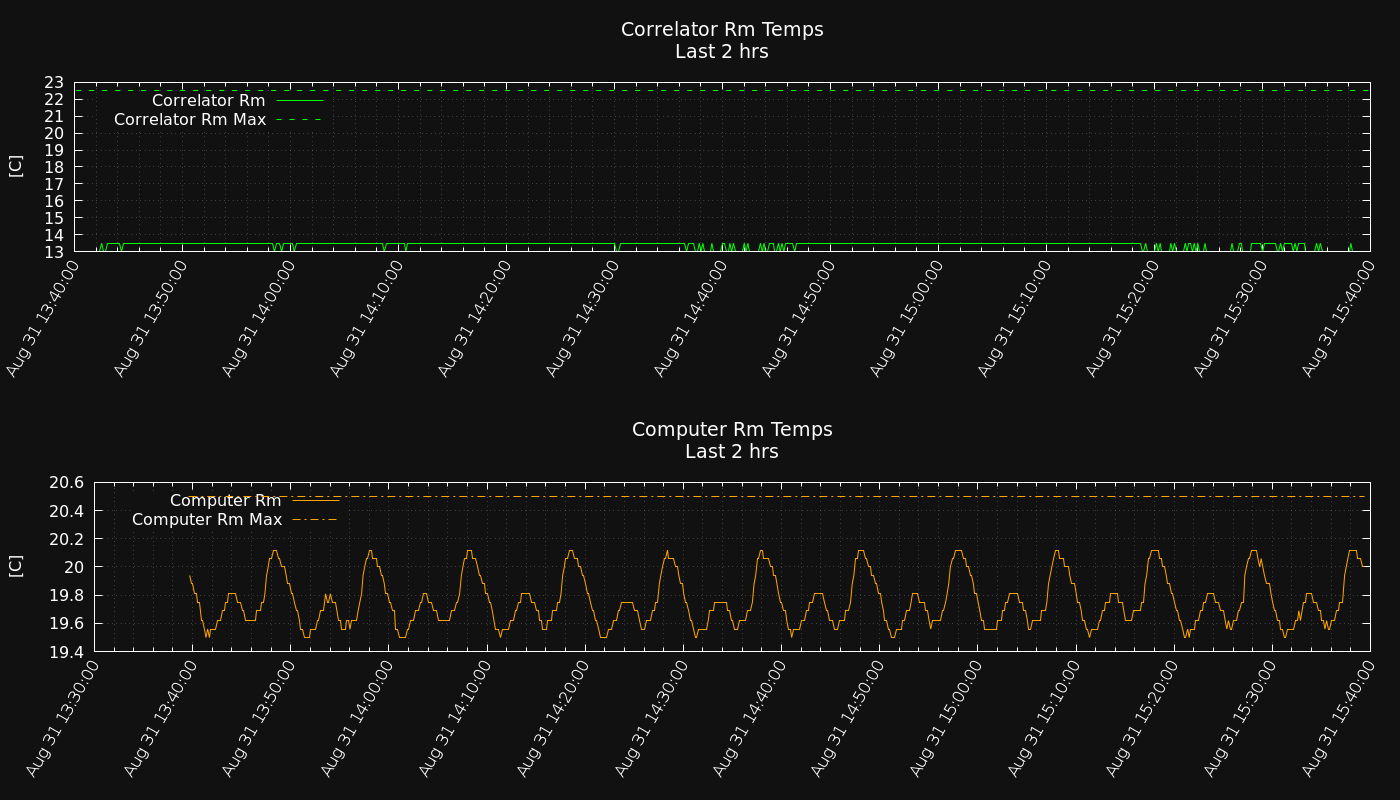 Correlator Rm Temps
Last 2 hrs
[C]
23
22
21
20
19
18
17
16
15
14
13
Correlator Rm
Correlator Rm Max
Aug 31 13:40:00
Aug 31 13:50:00
Aug 31 14:00:00
Aug 31 14:10:00
Aug 31 14:20:00
Aug 31 14:30:00
Aug 31 14:40:00
Aug 31 14:50:00
Aug 31 15:00:00
Aug 31 15:10:00
Aug 31 15:20:00
Aug 31 15:30:00
Aug 31 15:40:00
Computer Rm Temps
Last 2 hrs
[C]
20.6
20.4
20.2
20
19.8
19.6
19.4
Computer Rm
Computer Rm Max
Aug 31 13:30:00
Aug 31 13:40:00
Aug 31 13:50:00
Aug 31 14:00:00
Aug 31 14:10:00
Aug 31 14:20:00
Aug 31 14:30:00
Aug 31 14:40:00
Aug 31 14:50:00
Aug 31 15:00:00
Aug 31 15:10:00
Aug 31 15:20:00
Aug 31 15:30:00
Aug 31 15:40:00